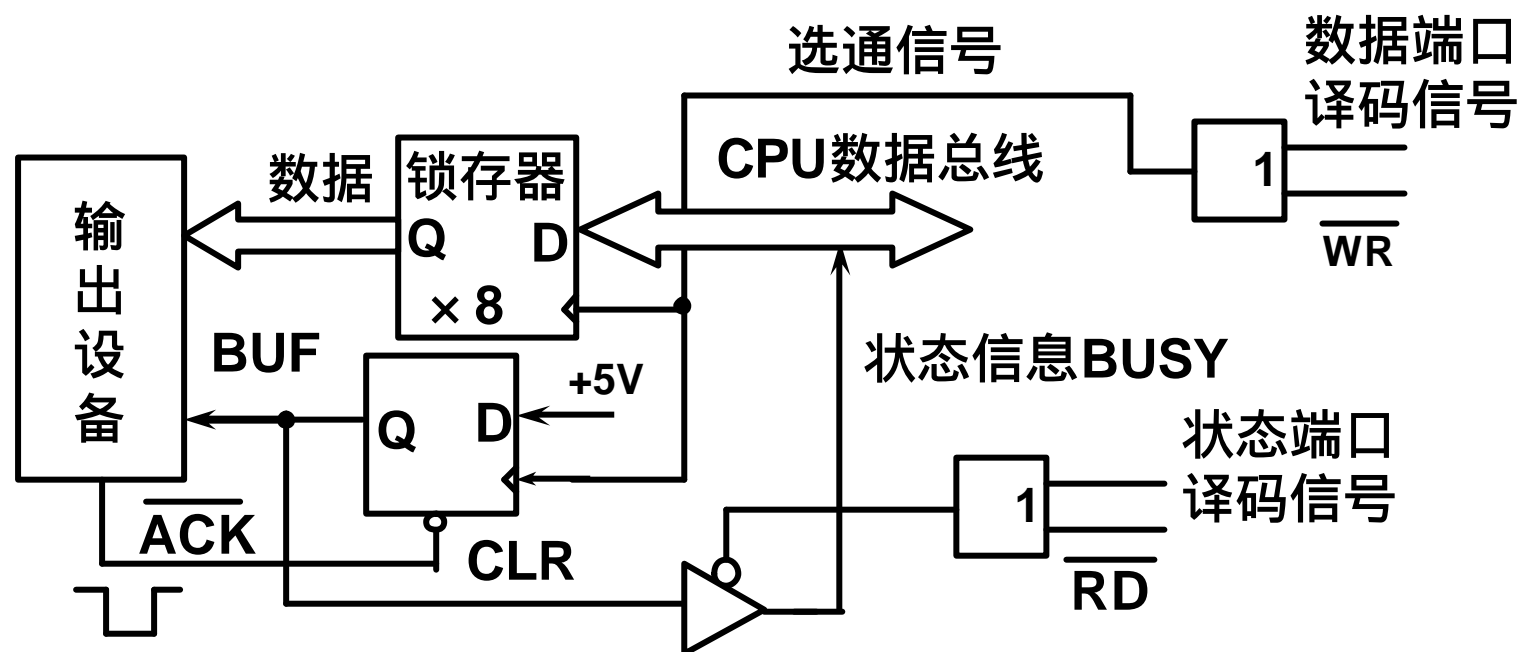 选通信号
数据端口
译码信号
CPU数据总线
数据
锁存器
1
输出设备
Q
D
WR
× 8
BUF
状态信息BUSY
+5V
Q
D
状态端口
译码信号
1
ACK
CLR
RD